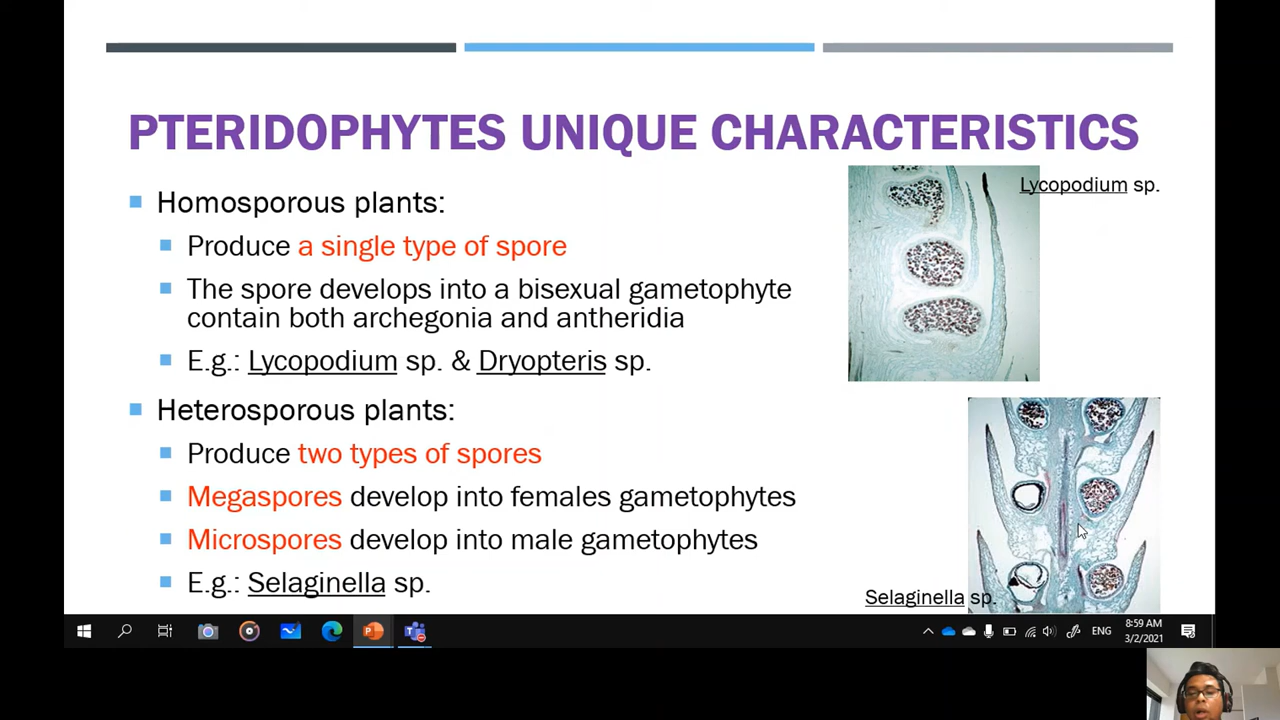 PTERIDOPHYTES UNIQUE CHARACTERISTICS
Lycopodium sp.
Homosporous plants:
Produce a single type of spore
The spore develops into a bisexual gametophyte
contain both archegonia and antheridia
E.g.: Lycopodium sp. & Dryopteris sp.
Heterosporous plants:
Produce two types of spores
Megaspores develop into females gametophytes
Microspores develop into male gametophytes
E.g.: Selaginella sp.
Selaginella sp.
ENG
8:59 AM
3/2/2021